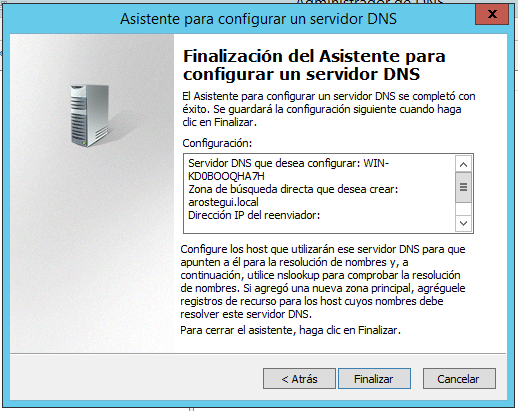 Administrador de DNS
Asistente para configurar un servidor DNS
x
Finalización del Asistente para
configurar un servidor DNS
El Asistente para configurar un servidor DNS se completó con
éxito. Se guardará la configuración siguiente cuando haga
clic en Finalizar.
Configuración:
Servidor DNS que desea configurar: WIN-
KD0BOOQHA7H
Zona de búsqueda directa que desea crear:
arostegui.local
Dirección IP del reenviador:
Configure los host que utilizarán ese servidor DNS para que
apunten a él para la resolución de nombres y, a
continuación, utilice nslookup para comprobar la resolución
de nombres. Si agregó una nueva zona principal, agréguele
registros de recurso para los host cuyos nombres debe
resolver este servidor DNS.
Para cerrar el asistente, haga clic en Finalizar.
< Atrás
Finalizar
Cancelar